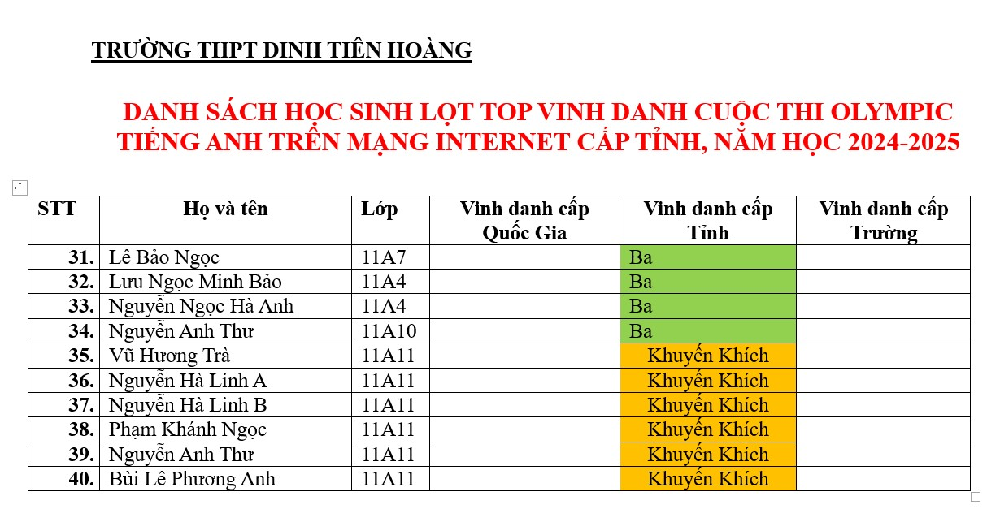 TRƯỜNG THPT ĐINH TIÊN HOÀNG
DANH SÁCH HỌC SINH LỌT TOP VINH DANH CUỘC THI OLYMPIC
TIẾNG ANH TRÊN MẠNG INTERNET CẤP TỈNH, NĂM HỌC 2024-2025
STT Họ và tên Lớp Vinh danh cấp Quốc Gia Vinh danh cấp Tỉnh Vinh danh cấp Trường
31. Lê Bảo Ngọc 11A7 Ba
32. Lưu Ngọc Minh Bảo 11A4 Ba
33. Nguyễn Ngọc Hà Anh 11A4 Ba
34. Nguyễn Anh Thư 11A10 Ba
35. Vũ Hương Trà 11A11 Khuyến Khích
36. Nguyễn Hà Linh A 11A11 Khuyến Khích
37. Nguyễn Hà Linh B 11A11 Khuyến Khích
38. Phạm Khánh Ngọc 11A11 Khuyến Khích
39. Nguyễn Anh Thư 11A11 Khuyến Khích
40. Bùi Lê Phương Anh 11A11 Khuyến Khích